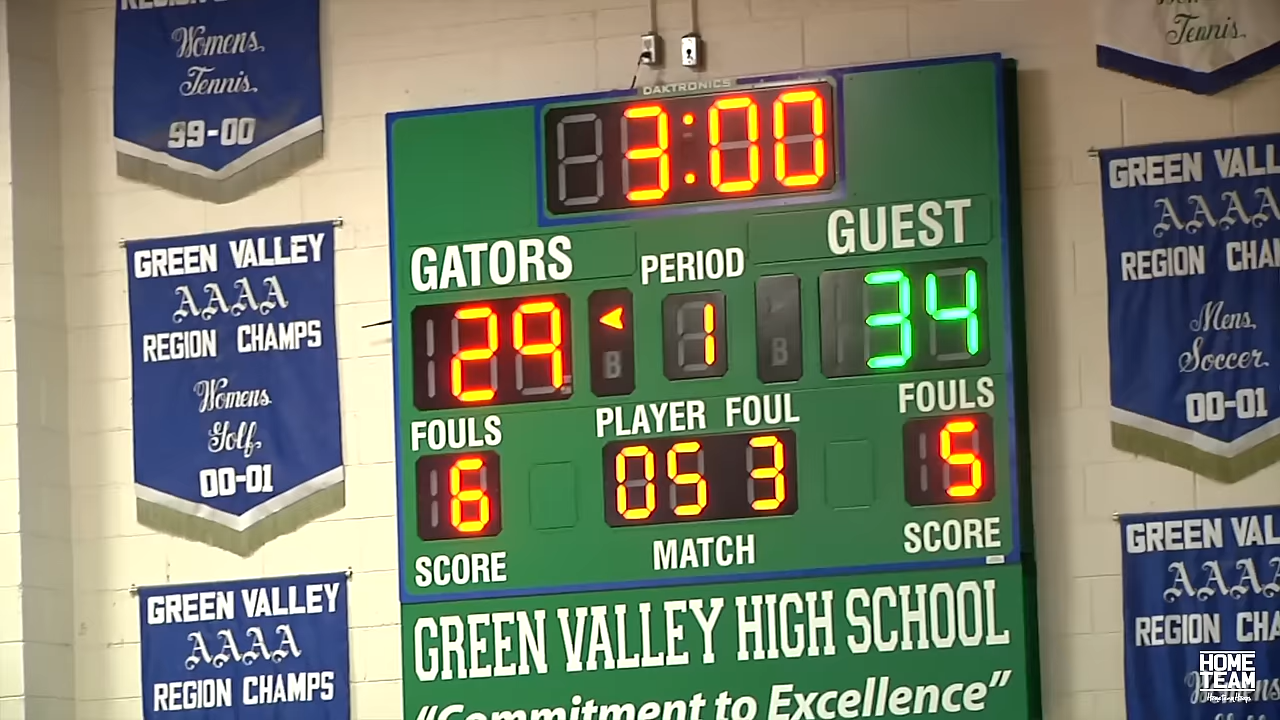 REGION CHAMPS
Womens
Tennis
99-00
GREEN VALLEY
AAAA
REGION CHAMPS
Womens
Golf
00-01
GREEN VALLEY
AAAA
REGION CHAMPS
DAKTRONICS
3:00
GATORS
PERIOD
GUEST
29
B
1
B
34
FOULS
PLAYER FOUL
FOULS
6
05 3
5
SCORE
MATCH
SCORE
GREEN VALLEY HIGH SCHOOL
"Commitment to Excellence"
Tennis
GREEN VALL
AAAA
REGION CHA
Mens
Soccer
00-01
GREEN VAL
AAAA
REGION CHA
HOME
TEAM